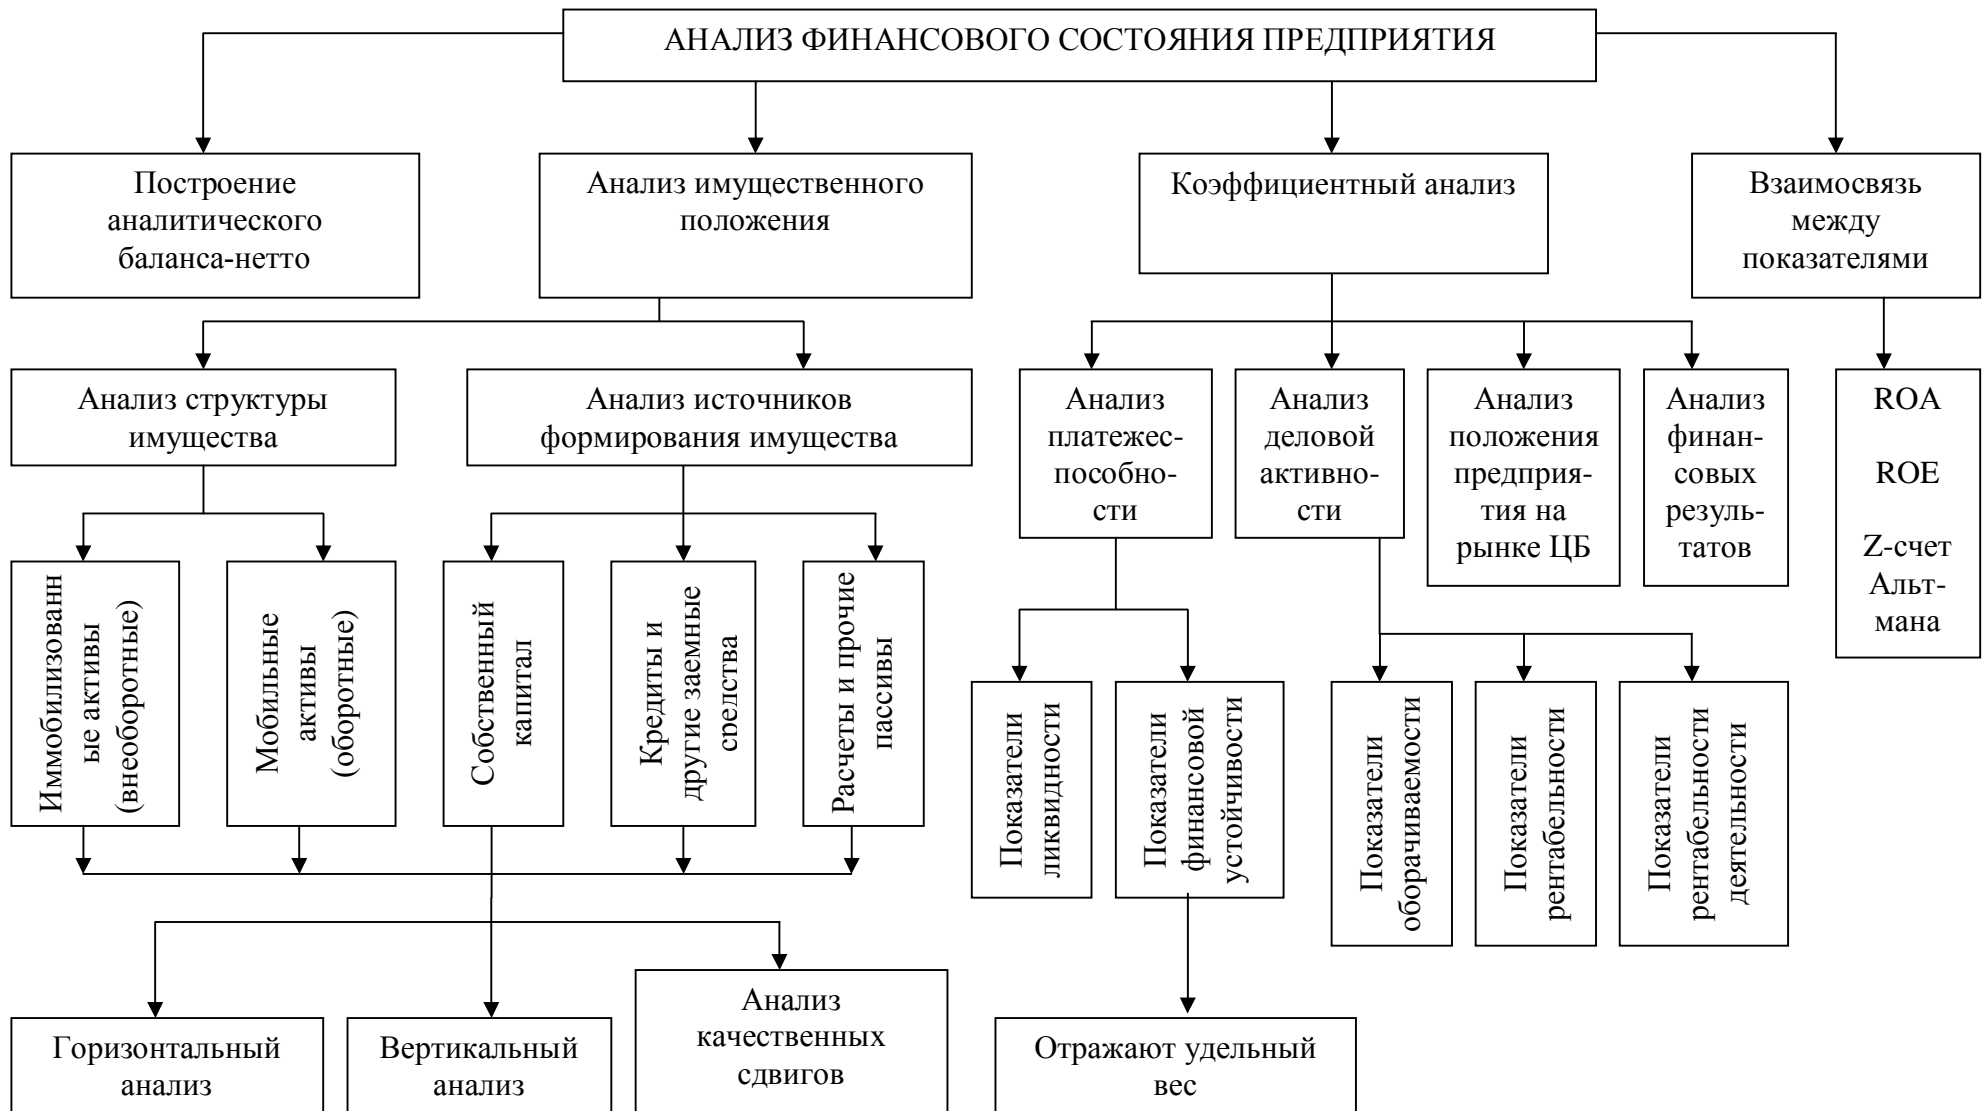 АНАЛИЗ ФИНАНСОВОГО СОСТОЯНИЯ ПРЕДПРИЯТИЯ
Построение
аналитического
баланса-нетто
Анализ имущественного
положения
Коэффициентный анализ
Взаимосвязь
между
показателями
Анализ структуры
имущества
Анализ источников
формирования имущества
Анализ
платежес-
пособно-
сти
Анализ
деловой
активно-
сти
Анализ
положения
предприя-
тия на
рынке ЦБ
Анализ
финан-
совых
резуль-
татов
ROA
ROE
Z-счет
Альт-
мана
Иммобилизованн
ые активы
(внеоборотные)
Мобильные
активы
(оборотные)
Собственный
капитал
Кредиты и
другие заемные
средства
Расчеты и прочие
пассивы
Показатели
ликвидности
Показатели
финансовой
устойчивости
Показатели
оборачиваемости
Показатели
рентабельности
Показатели
рентабельности
деятельности
Горизонтальный
анализ
Вертикальный
анализ
Анализ
качественных
сдвигов
Отражают удельный
вес